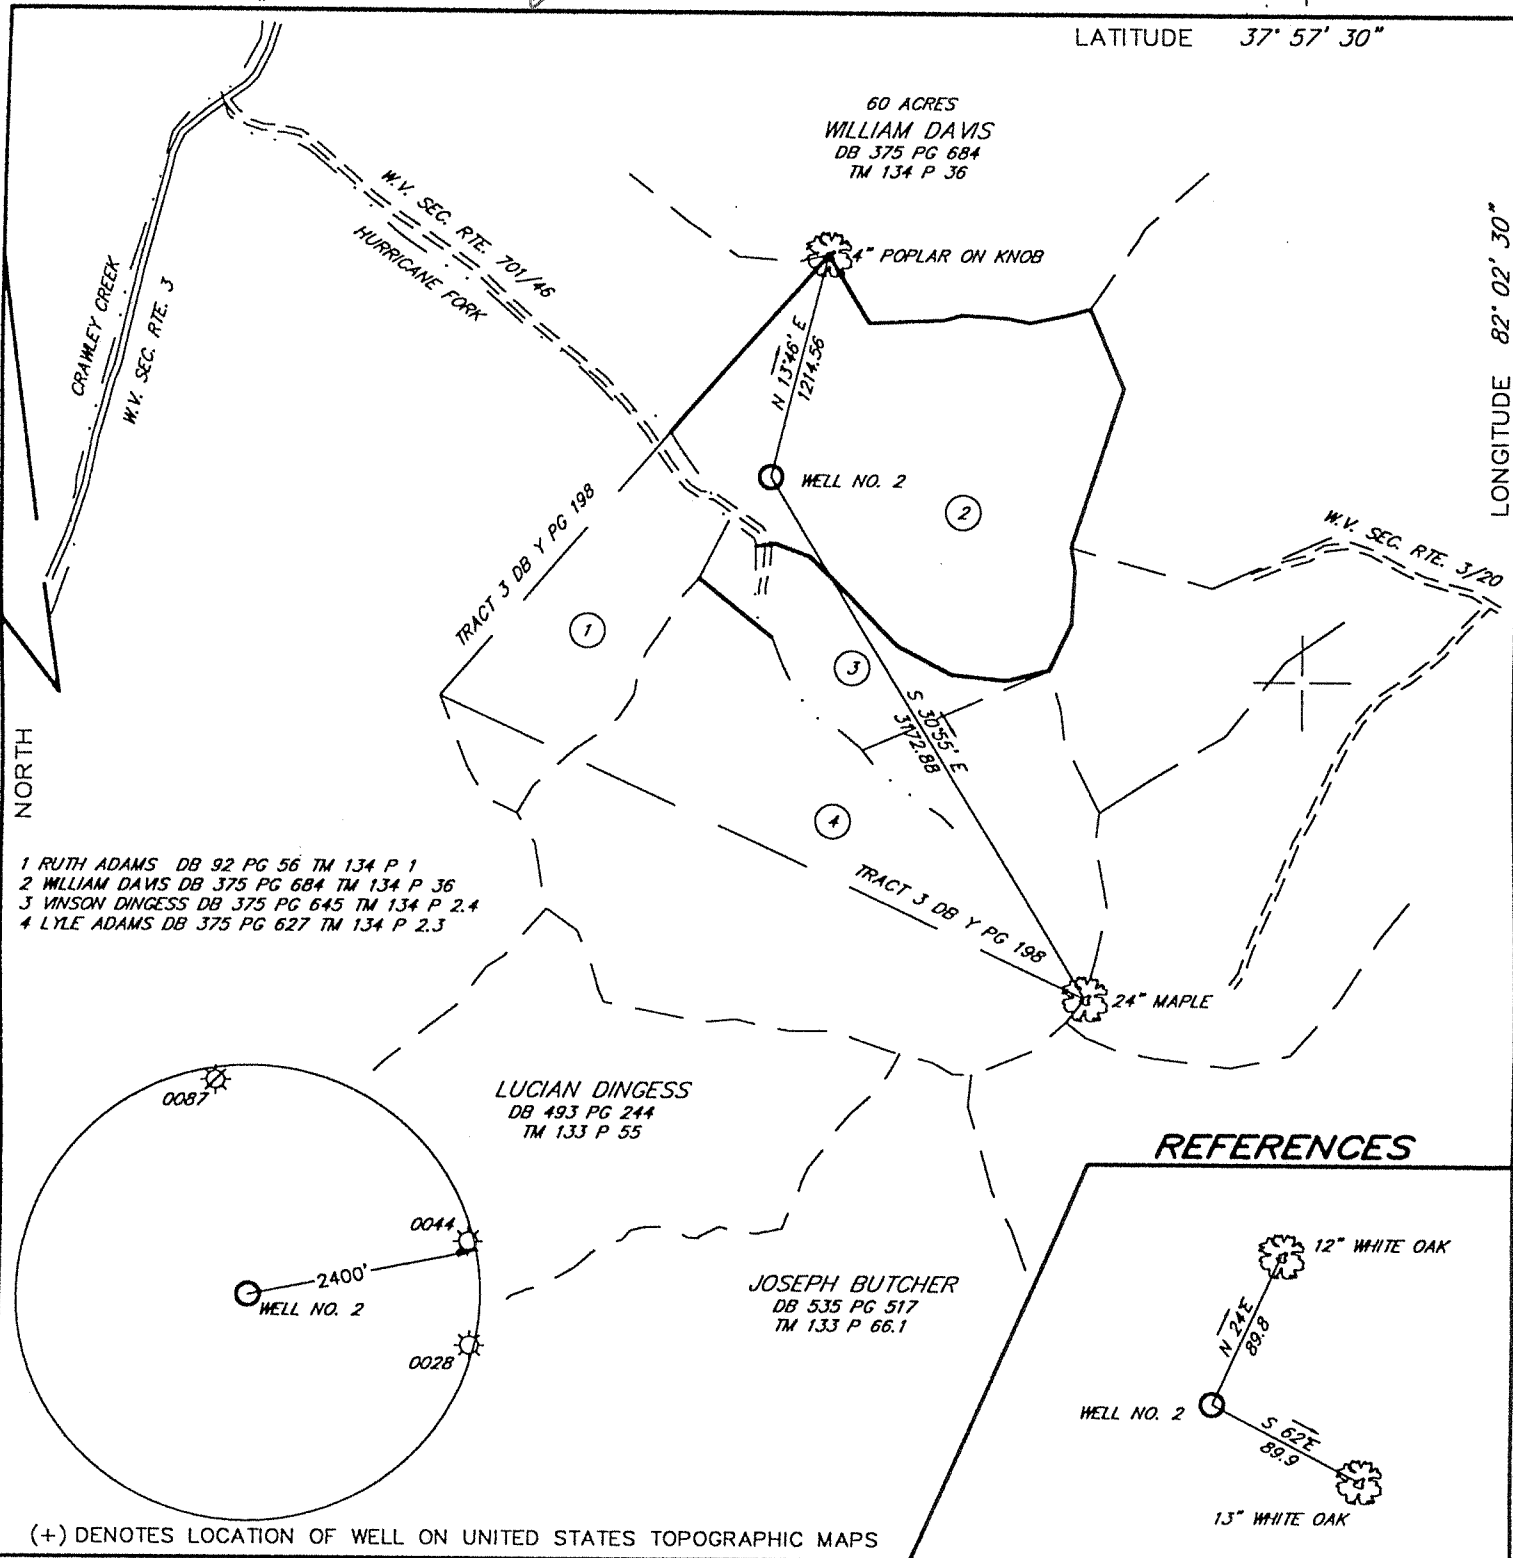 LATITUDE 37° 57' 30"
60 ACRES
WILLIAM DAVIS
DB 375 PG 684
TM 134 P 36
W.V. SEC. RTE. 701/46
HURRICANE FORK
CRAWLEY CREEK
W.V. SEC. RTE. 3
4" POPLAR ON KNOB
LONGITUDE 82° 02' 30"
N 13°46' E
1214.56
WELL NO. 2
2
TRACT 3 DB Y PG 198
W.V. SEC. RTE. 3/20
1
3
S 30°55' E
3172.88
NORTH
4
1 RUTH ADAMS DB 92 PG 56 TM 134 P 1
2 WILLIAM DAVIS DB 375 PG 684 TM 134 P 36
3 VINSON DINGESS DB 375 PG 645 TM 134 P 2.4
4 LYLE ADAMS DB 375 PG 627 TM 134 P 2.3
TRACT 3 DB Y PG 198
24" MAPLE
0087
LUCIAN DINGESS
DB 493 PG 244
TM 133 P 55
REFERENCES
0044
2400'
WELL NO. 2
0028
JOSEPH BUTCHER
DB 535 PG 517
TM 133 P 66.1
12" WHITE OAK
N 24°E
89.8
WELL NO. 2
S 62°E
89.9
13" WHITE OAK
(+) DENOTES LOCATION OF WELL ON UNITED STATES TOPOGRAPHIC MAPS